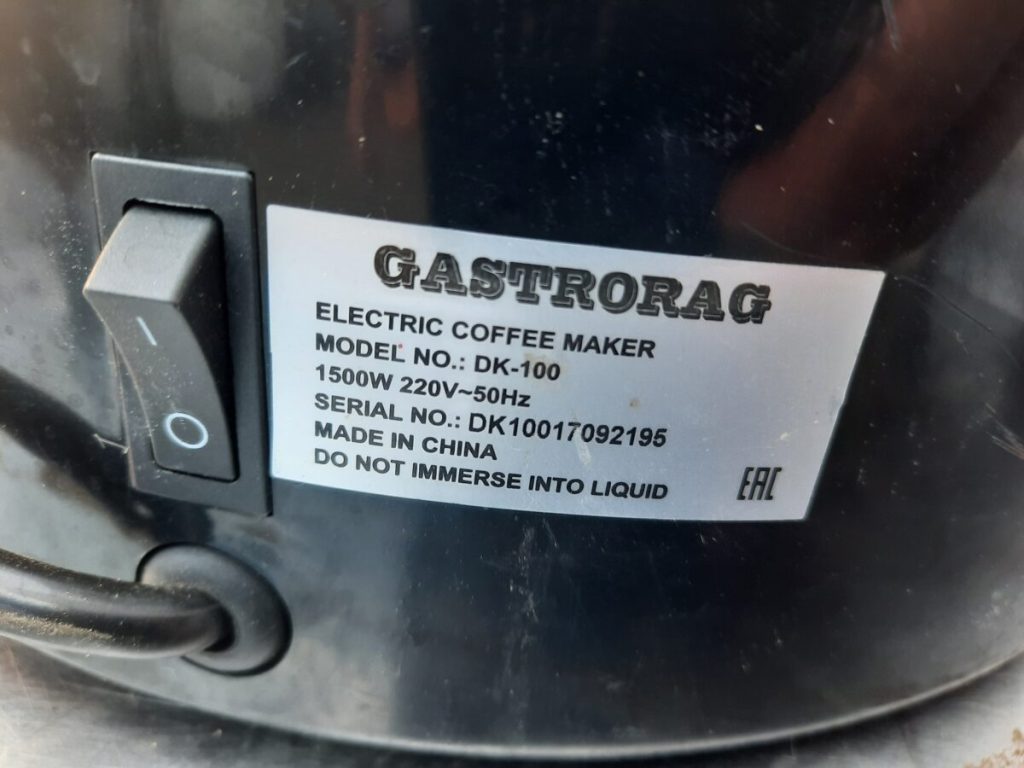 GASTRORAG
ELECTRIC COFFEE MAKER
MODEL NO.: DK-100
1500W 220V~50Hz
SERIAL NO.: DK10017092195
MADE IN CHINA
DO NOT IMMERSE INTO LIQUID
EAC
I
O